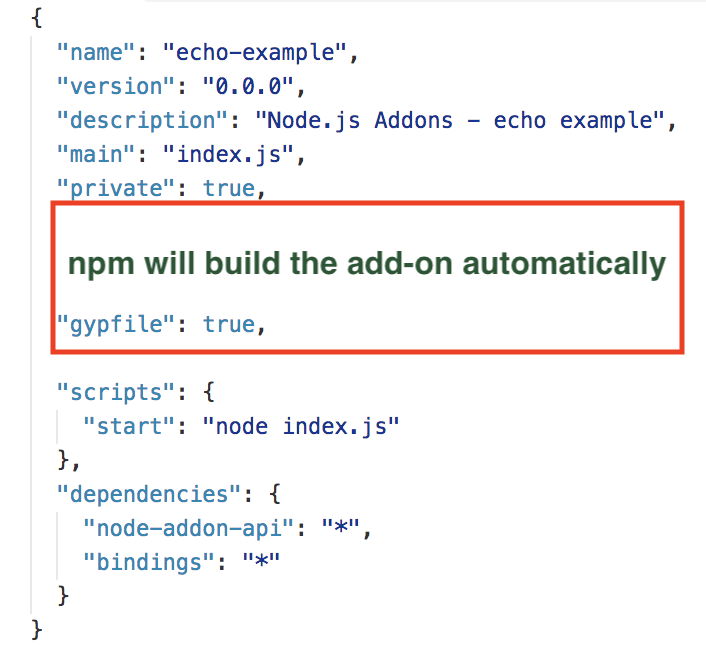 {
"name": "echo-example",
"version": "0.0.0",
"description": "Node.js Addons - echo example",
"main": "index.js",
"private": true,
npm will build the add-on automatically
"gypfile": true,
"scripts": {
"start": "node index.js"
},
"dependencies": {
"node-addon-api": "*",
"bindings": "*"
}
}